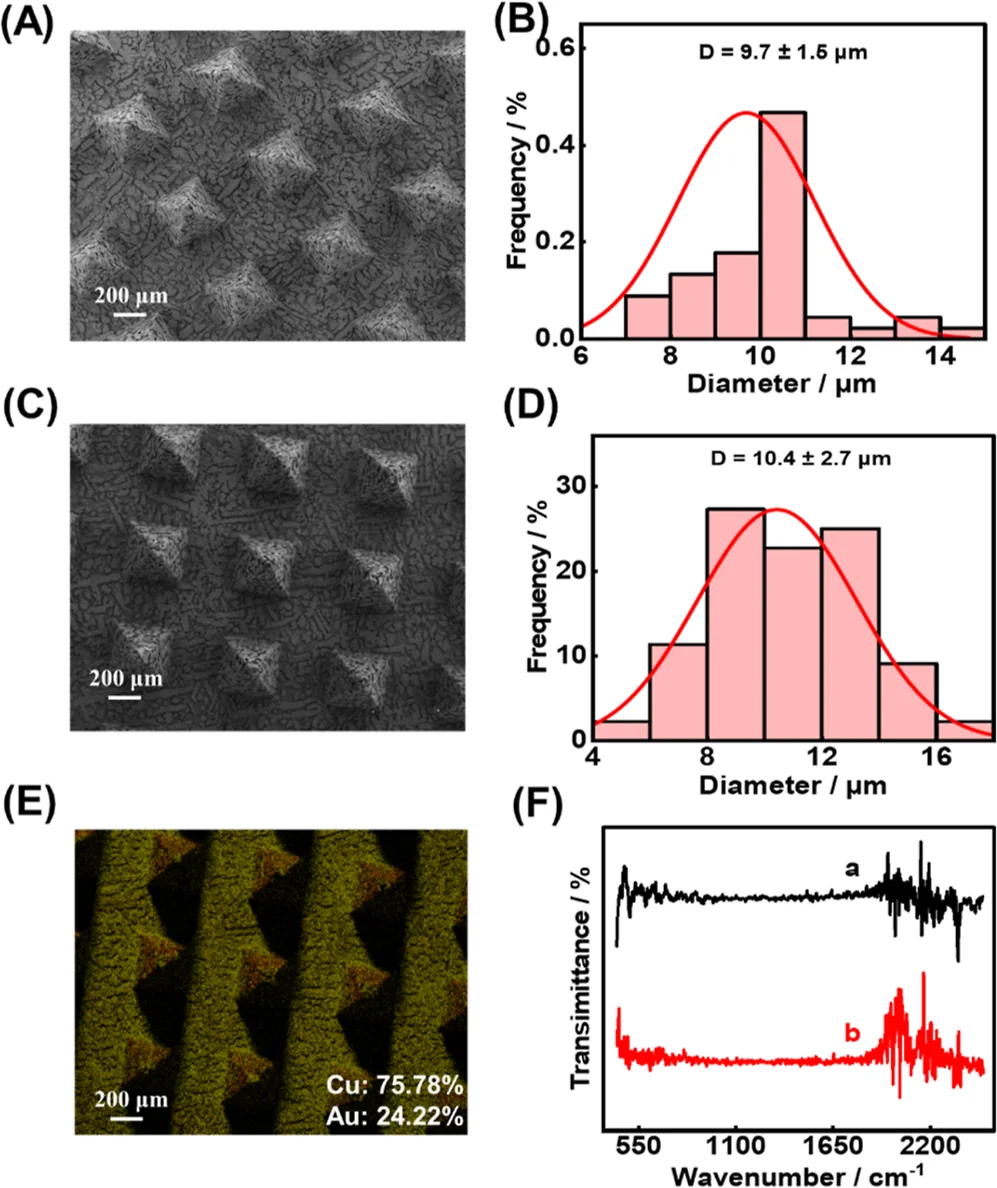 (A)
200 µm
(B)
D = 9.7 ± 1.5 µm
Frequency / %
0.6
0.4
0.2
0.0
6 8 10 12 14
Diameter / µm
(C)
200 µm
(D)
D = 10.4 ± 2.7 µm
Frequency / %
30
20
10
0
4 8 12 16
Diameter / µm
(E)
200 µm
Cu: 75.78%
Au: 24.22%
(F)
Transimittance / %
a
b
550 1100 1650 2200
Wavenumber / cm-1